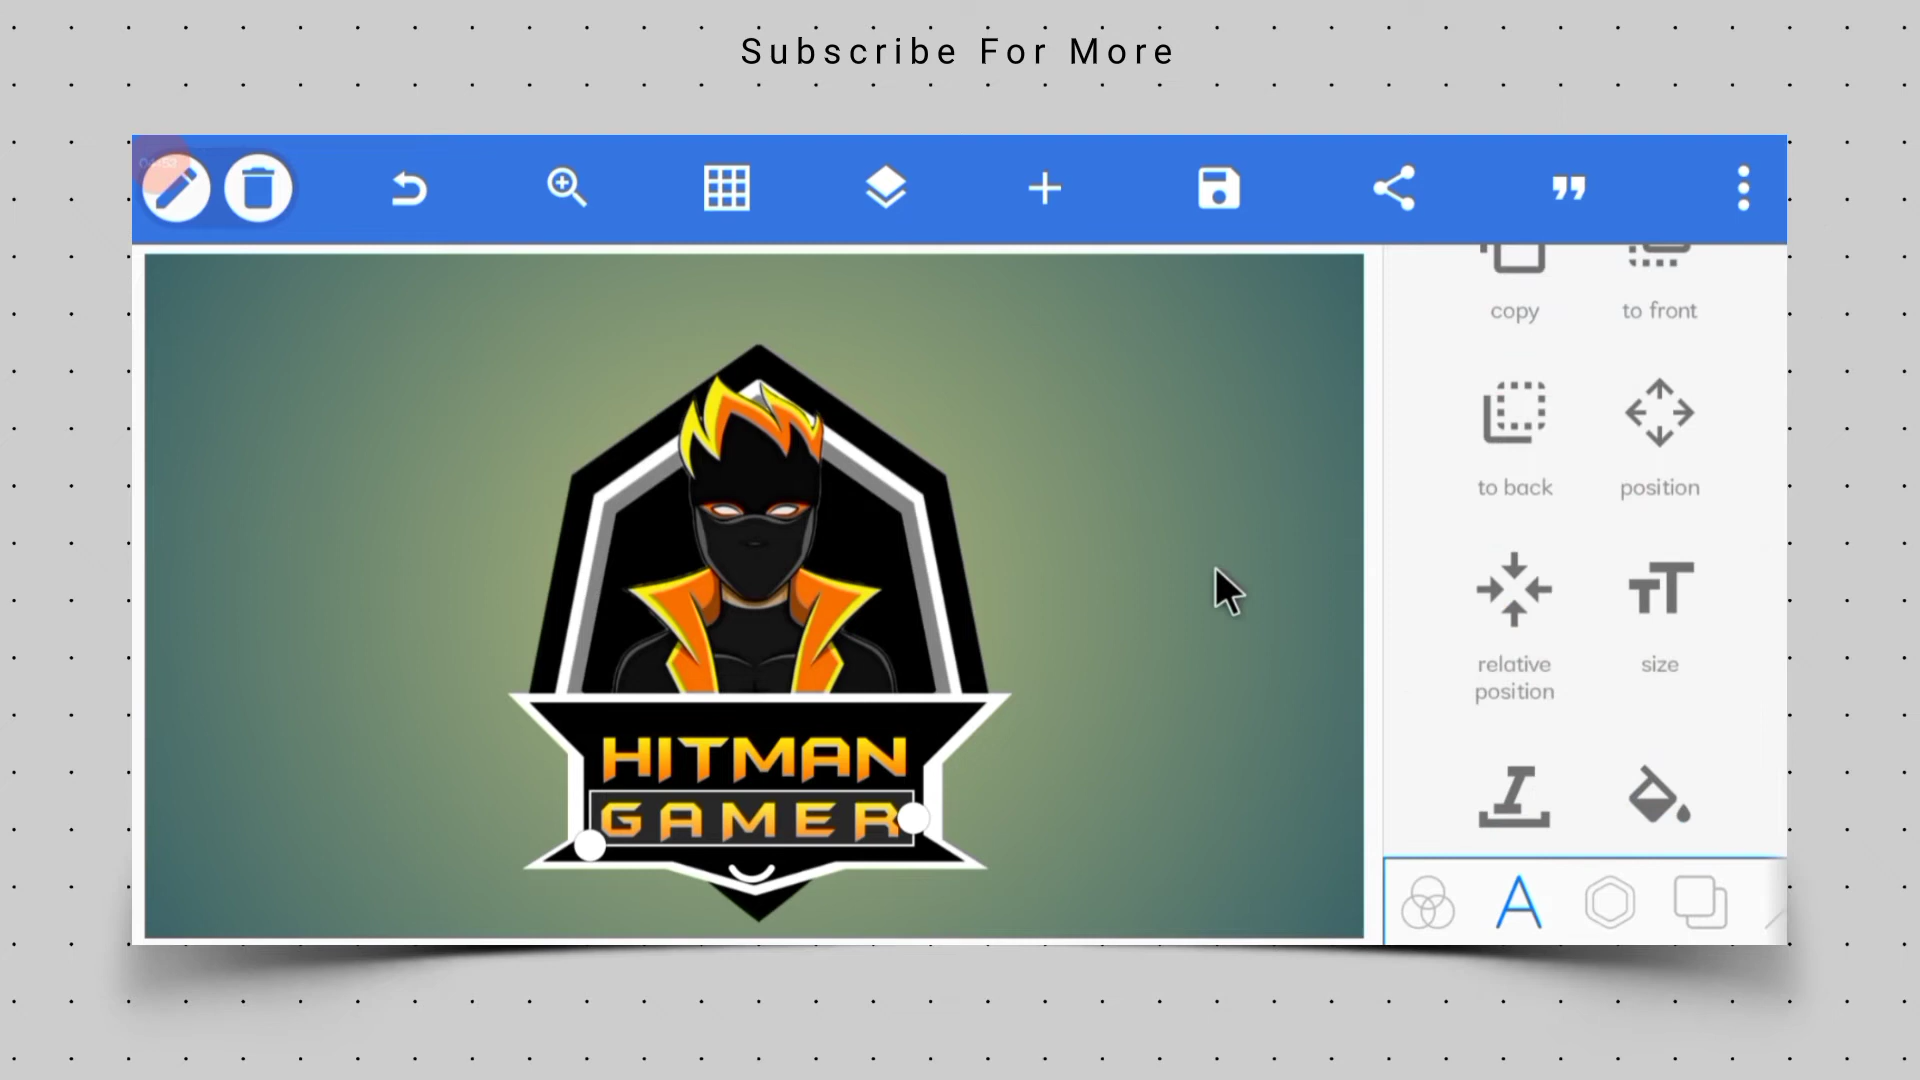 Subscribe For More
copy
to front
to back
position
relative
position
size
HITMAN
GAMER